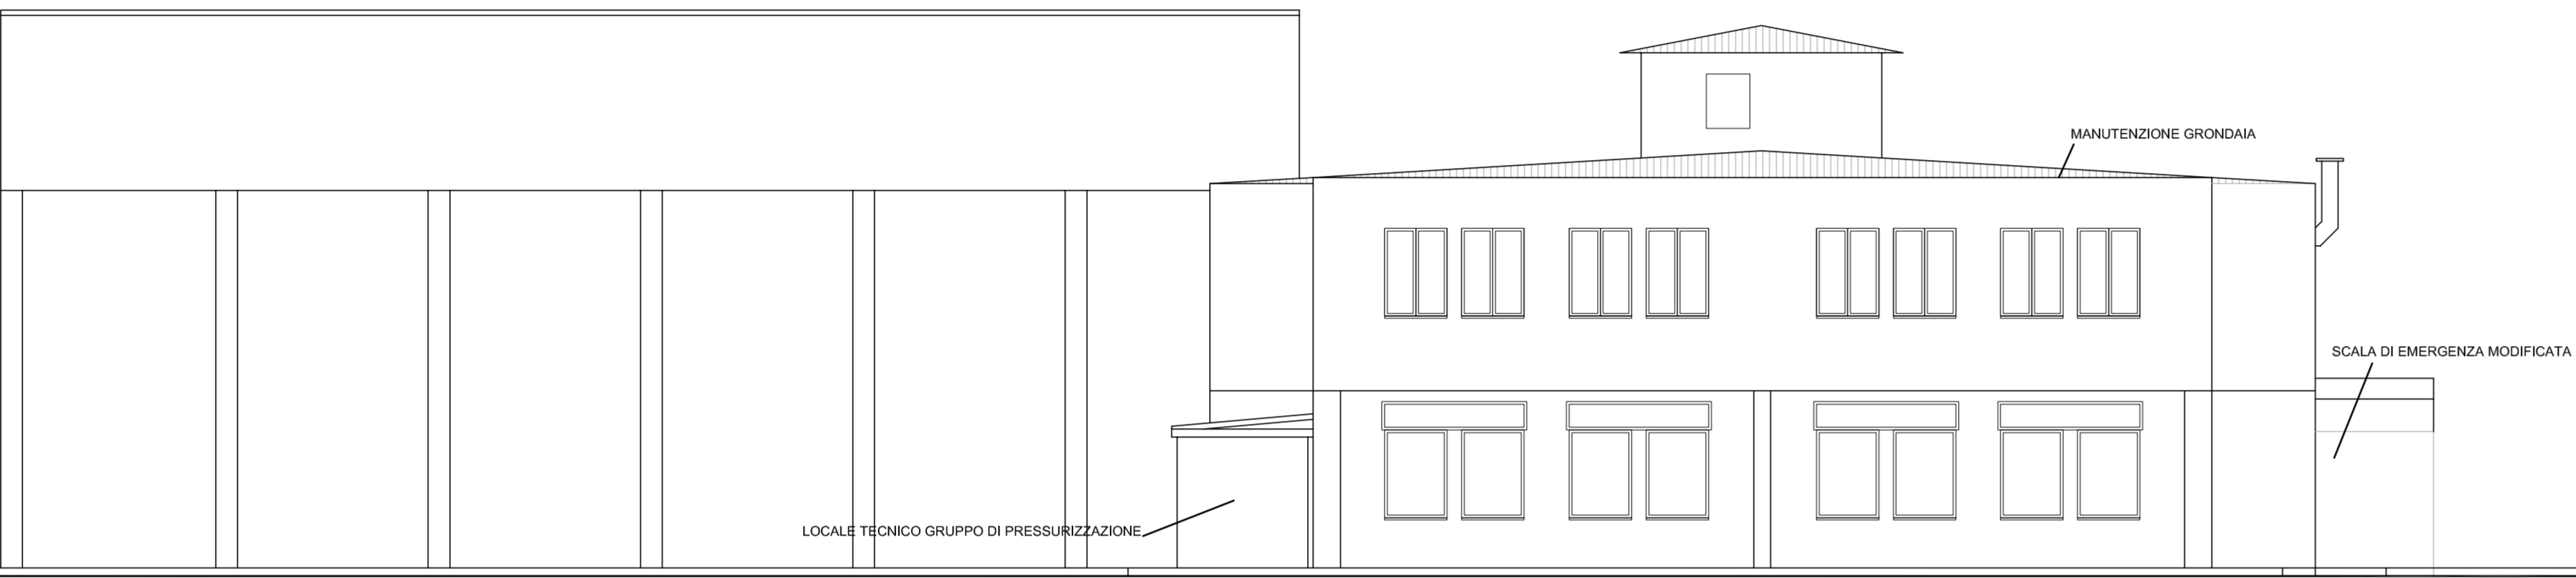 MANUTENZIONE GRONDAIA
SCALA DI EMERGENZA MODIFICATA
LOCALE TECNICO GRUPPO DI PRESSURIZZAZIONE